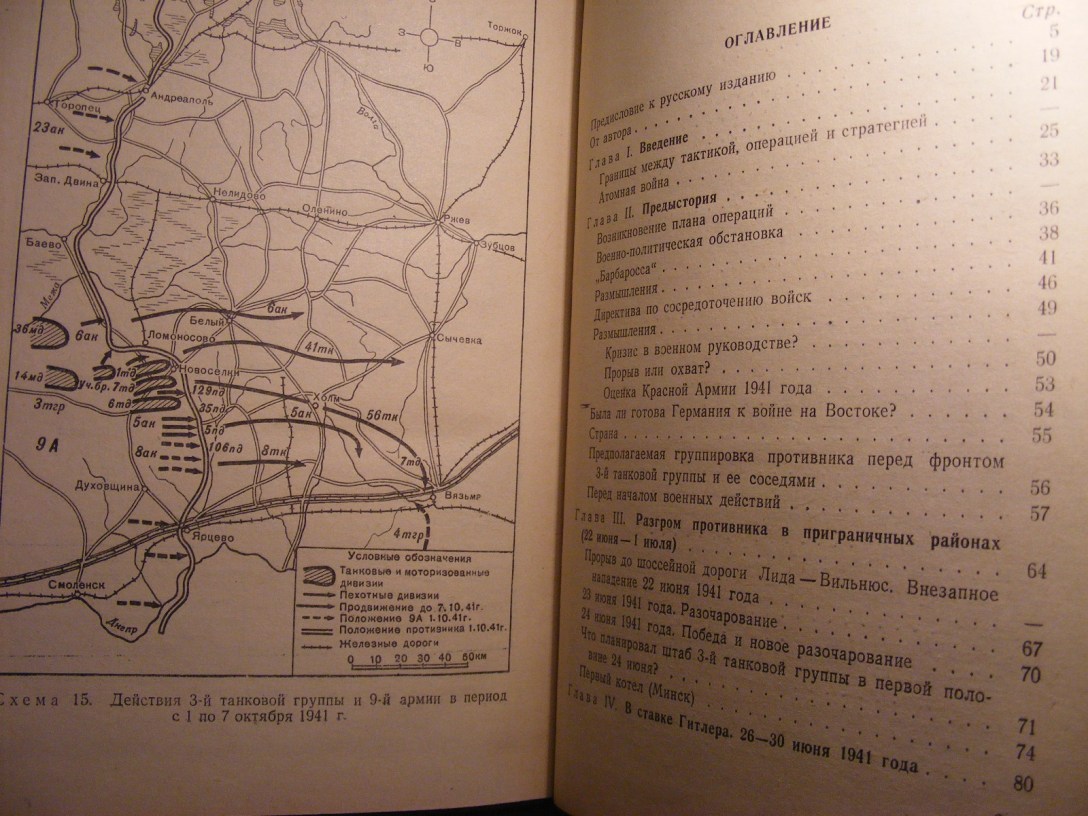 З
В
Ю
Торжок
Андреаполь
Торопец
23ак
Волга
Зап. Двина
Нелидово
Оленино
Ржев
Зубцов
Баево
Межа
36мд
6ак
Белый
6ак
Ломоносово
41тк
Сычевка
14мд
уч.бр.
1тд
7тд
Новоселки
6тд
129пд
3тгр
35пд
5ак
Холм
56тк
5ак
5пд
9А
8ак
106пд
8тк
7тд
Духовщина
Вязьма
4тгр
Ярцево
Смоленск
Днепр
Условные обозначения
Танковые и моторизованные
дивизии
Пехотные дивизии
Продвижение до 7.10.41г.
Положение 9А 1.10.41г.
Положение противника 1.10.41г.
Железные дороги
0 10 20 30 40 50км
Схема 15. Действия 3-й танковой группы и 9-й армии в период
с 1 по 7 октября 1941 г.
ОГЛАВЛЕНИЕ
Стр.
Предисловие к русскому изданию . . . 5
От автора . . . 19
Глава I. Введение . . . 21
Границы между тактикой, операцией и стратегией . . . —
Атомная война . . . 25
Глава II. Предыстория . . . 33
Возникновение плана операций . . . —
Военно-политическая обстановка . . . 36
„Барбаросса“ . . . 38
Размышления . . . 41
Директива по сосредоточению войск . . . 46
Размышления . . . 49
Кризис в военном руководстве? . . . —
Прорыв или охват? . . . 50
Оценка Красной Армии 1941 года . . . 53
Была ли готова Германия к войне на Востоке? . . . 54
Страна . . . 55
Предполагаемая группировка противника перед фронтом
3-й танковой группы и ее соседями . . . 56
Перед началом военных действий . . . 57
Глава III. Разгром противника в приграничных районах
(22 июня—1 июля) . . . 64
Прорыв до шоссейной дороги Лида—Вильнюс. Внезапное
нападение 22 июня 1941 года . . . —
23 июня 1941 года. Разочарование . . . 67
24 июня 1941 года. Победа и новое разочарование . . . 70
Что планировал штаб 3-й танковой группы в первой поло-
вине 24 июня? . . . 71
Первый котел (Минск) . . . 74
Глава IV. В ставке Гитлера. 26—30 июня 1941 года . . . 80